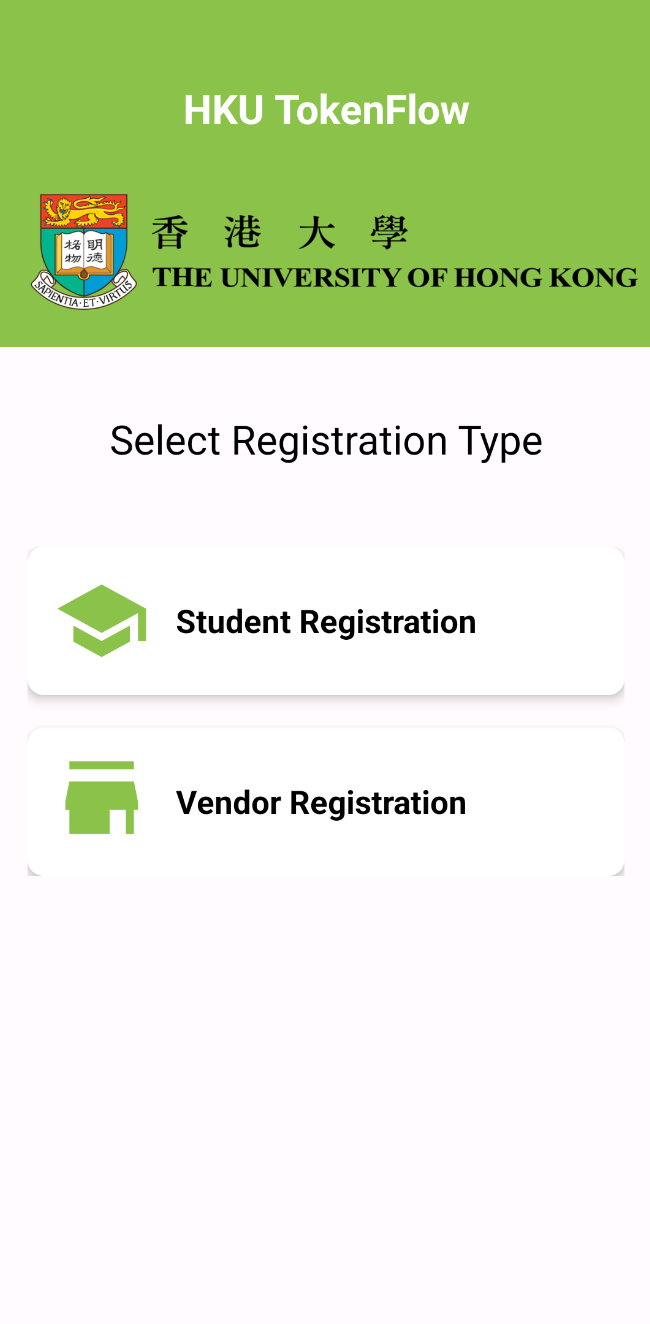 HKU TokenFlow
香港大學
THE UNIVERSITY OF HONG KONG
明德
格物
SAPIENTIA·ET·VIRTUS
Select Registration Type
Student Registration
Vendor Registration